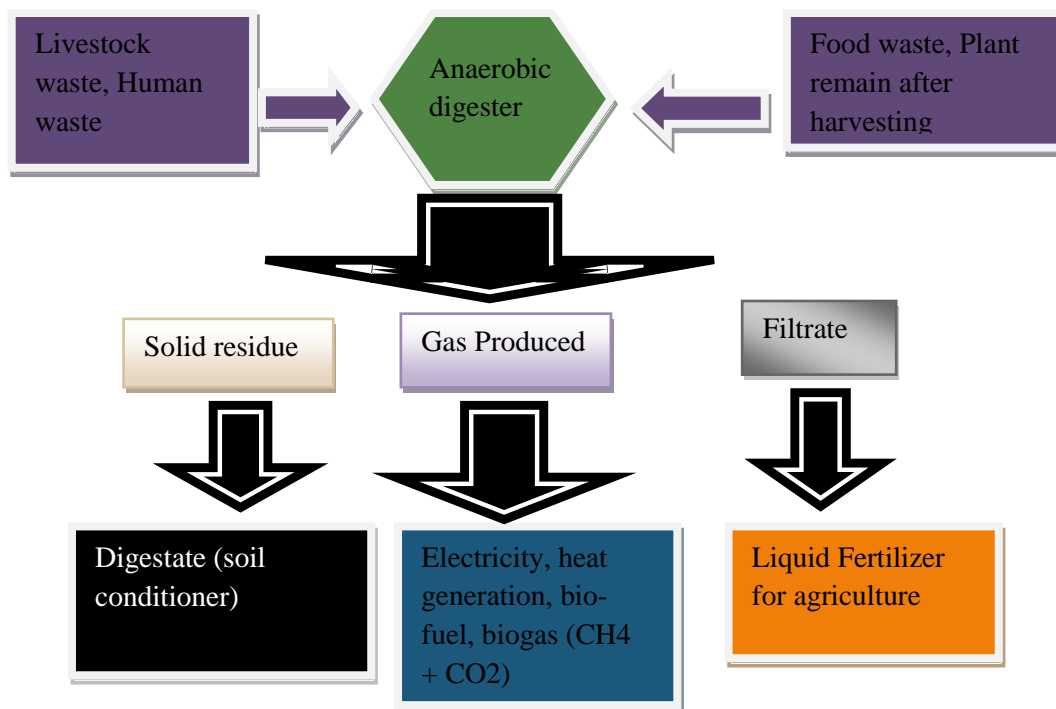 Livestock
waste, Human
waste
Anaerobic
digester
Food waste, Plant
remain after
harvesting
Solid residue
Gas Produced
Filtrate
Digestate (soil
conditioner)
Electricity, heat
generation, bio-
fuel, biogas (CH4
+ CO2)
Liquid Fertilizer
for agriculture